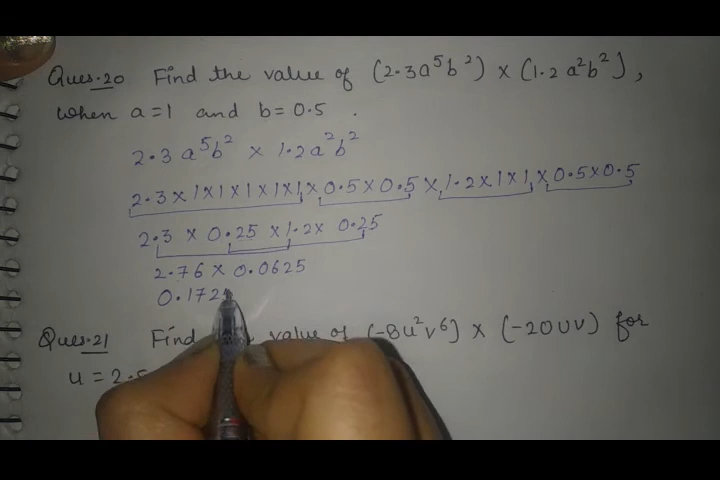 Ques.20 Find the value of (2.3a⁵b²) × (1.2 a²b²),
when a=1 and b=0.5 .
2.3 a⁵b² × 1.2a²b²
2.3×1×1×1×1×1×0.5×0.5×1.2×1×1×0.5×0.5
2.3 × 0.25 ×1.2× 0.25
2.76 × 0.0625
0.172
Ques.21 Find value of (-8u²v⁶) × (-20uv) for
u = 2.5